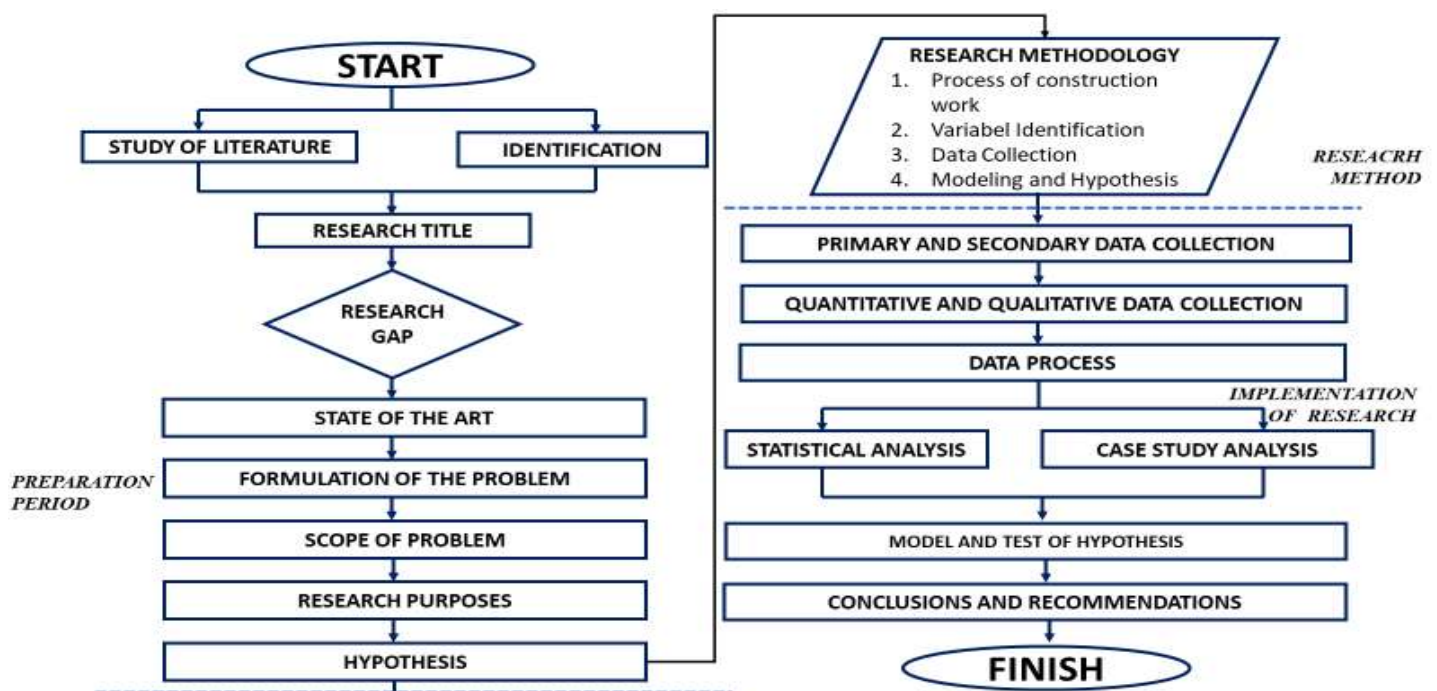 START
STUDY OF LITERATURE
IDENTIFICATION
RESEARCH TITLE
RESEARCH
GAP
STATE OF THE ART
FORMULATION OF THE PROBLEM
PREPARATION
PERIOD
SCOPE OF PROBLEM
RESEARCH PURPOSES
HYPOTHESIS
RESEARCH METHODOLOGY
1. Process of construction
work
2. Variabel Identification
3. Data Collection
4. Modeling and Hypothesis
RESEACRH
METHOD
PRIMARY AND SECONDARY DATA COLLECTION
QUANTITATIVE AND QUALITATIVE DATA COLLECTION
DATA PROCESS
IMPLEMENTATION
OF RESEARCH
STATISTICAL ANALYSIS
CASE STUDY ANALYSIS
MODEL AND TEST OF HYPOTHESIS
CONCLUSIONS AND RECOMMENDATIONS
FINISH